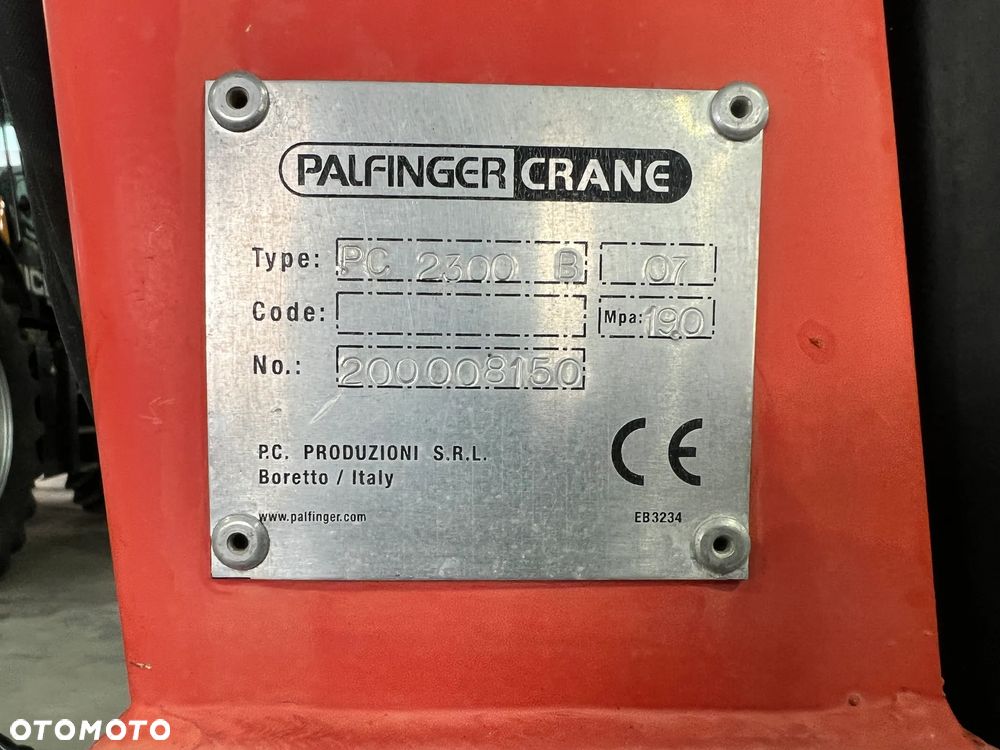 PALFINGER CRANE
Type: PC 2300 B 07
Code: Mpa: 190
No.: 200008150
P.C. PRODUZIONI S.R.L.
Boretto / Italy
www.palfinger.com EB3234
CE
OTOMOTO